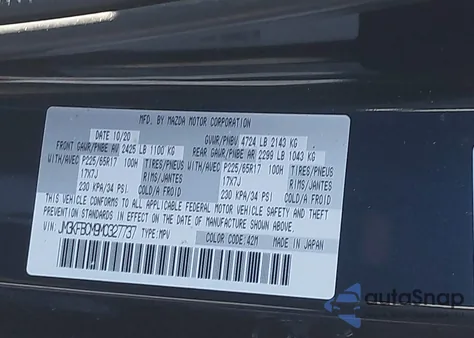 MFD. BY MAZDA MOTOR CORPORATION
DATE 10/20 GVWR/PNBV 4724 LB 2143 KG
FRONT GAWR/PNBE AV 2425 LB 1100 KG REAR GAWR/PNBE AR 2299 LB 1043 KG
WITH/AVEC P225/65R17 100H TIRES/PNEUS WITH/AVEC P225/65R17 100H TIRES/PNEUS
17X7J RIMS/JANTES 17X7J RIMS/JANTES
230 KPA/34 PSI COLD/A FROID 230 KPA/34 PSI COLD/A FROID
THIS VEHICLE CONFORMS TO ALL APPLICABLE FEDERAL MOTOR VEHICLE SAFETY AND THEFT
PREVENTION STANDARDS IN EFFECT ON THE DATE OF MANUFACTURE SHOWN ABOVE.
VIN: JM3KFBCM9M0327737 TYPE:MPV COLOR CODE:42M MADE IN JAPAN
autoSnap